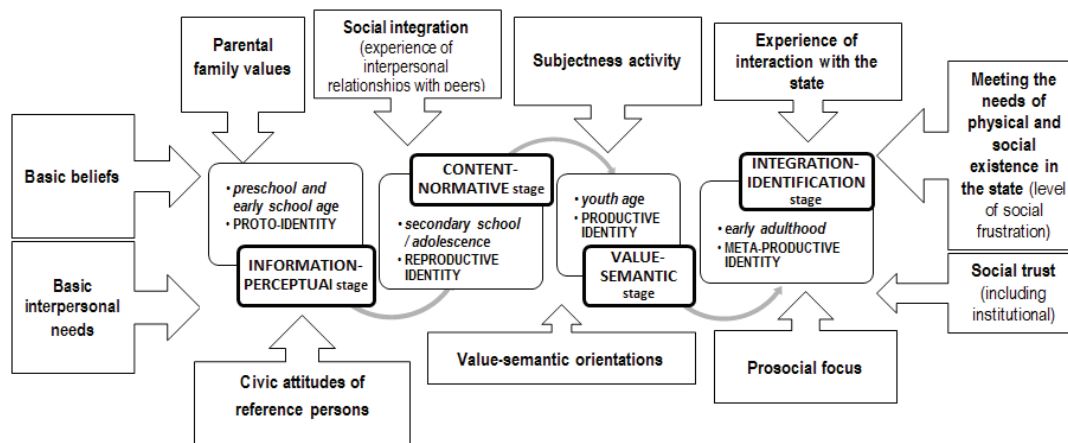 Parental
family values
Social integration
(experience of
interpersonal
relationships with peers)
Subjectness activity
Experience of
interaction with the
state
Meeting the
needs of
physical and
social
existence in
the state (level
of social
frustration)
Basic beliefs
Basic
interpersonal
needs
• preschool and
early school age
• PROTO-IDENTITY
INFORMATION-
PERCEPTUAI stage
CONTENT-
NORMATIVE stage
• secondary school
/ adolescence
• REPRODUCTIVE
IDENTITY
• youth age
• PRODUCTIVE
IDENTITY
VALUE-
SEMANTIC
stage
INTEGRATION-
IDENTIFICATION
stage
• early adulthood
• META-PRODUCTIVE
IDENTITY
Social trust
(including
institutional)
Civic attitudes of
reference persons
Value-semantic orientations
Prosocial focus